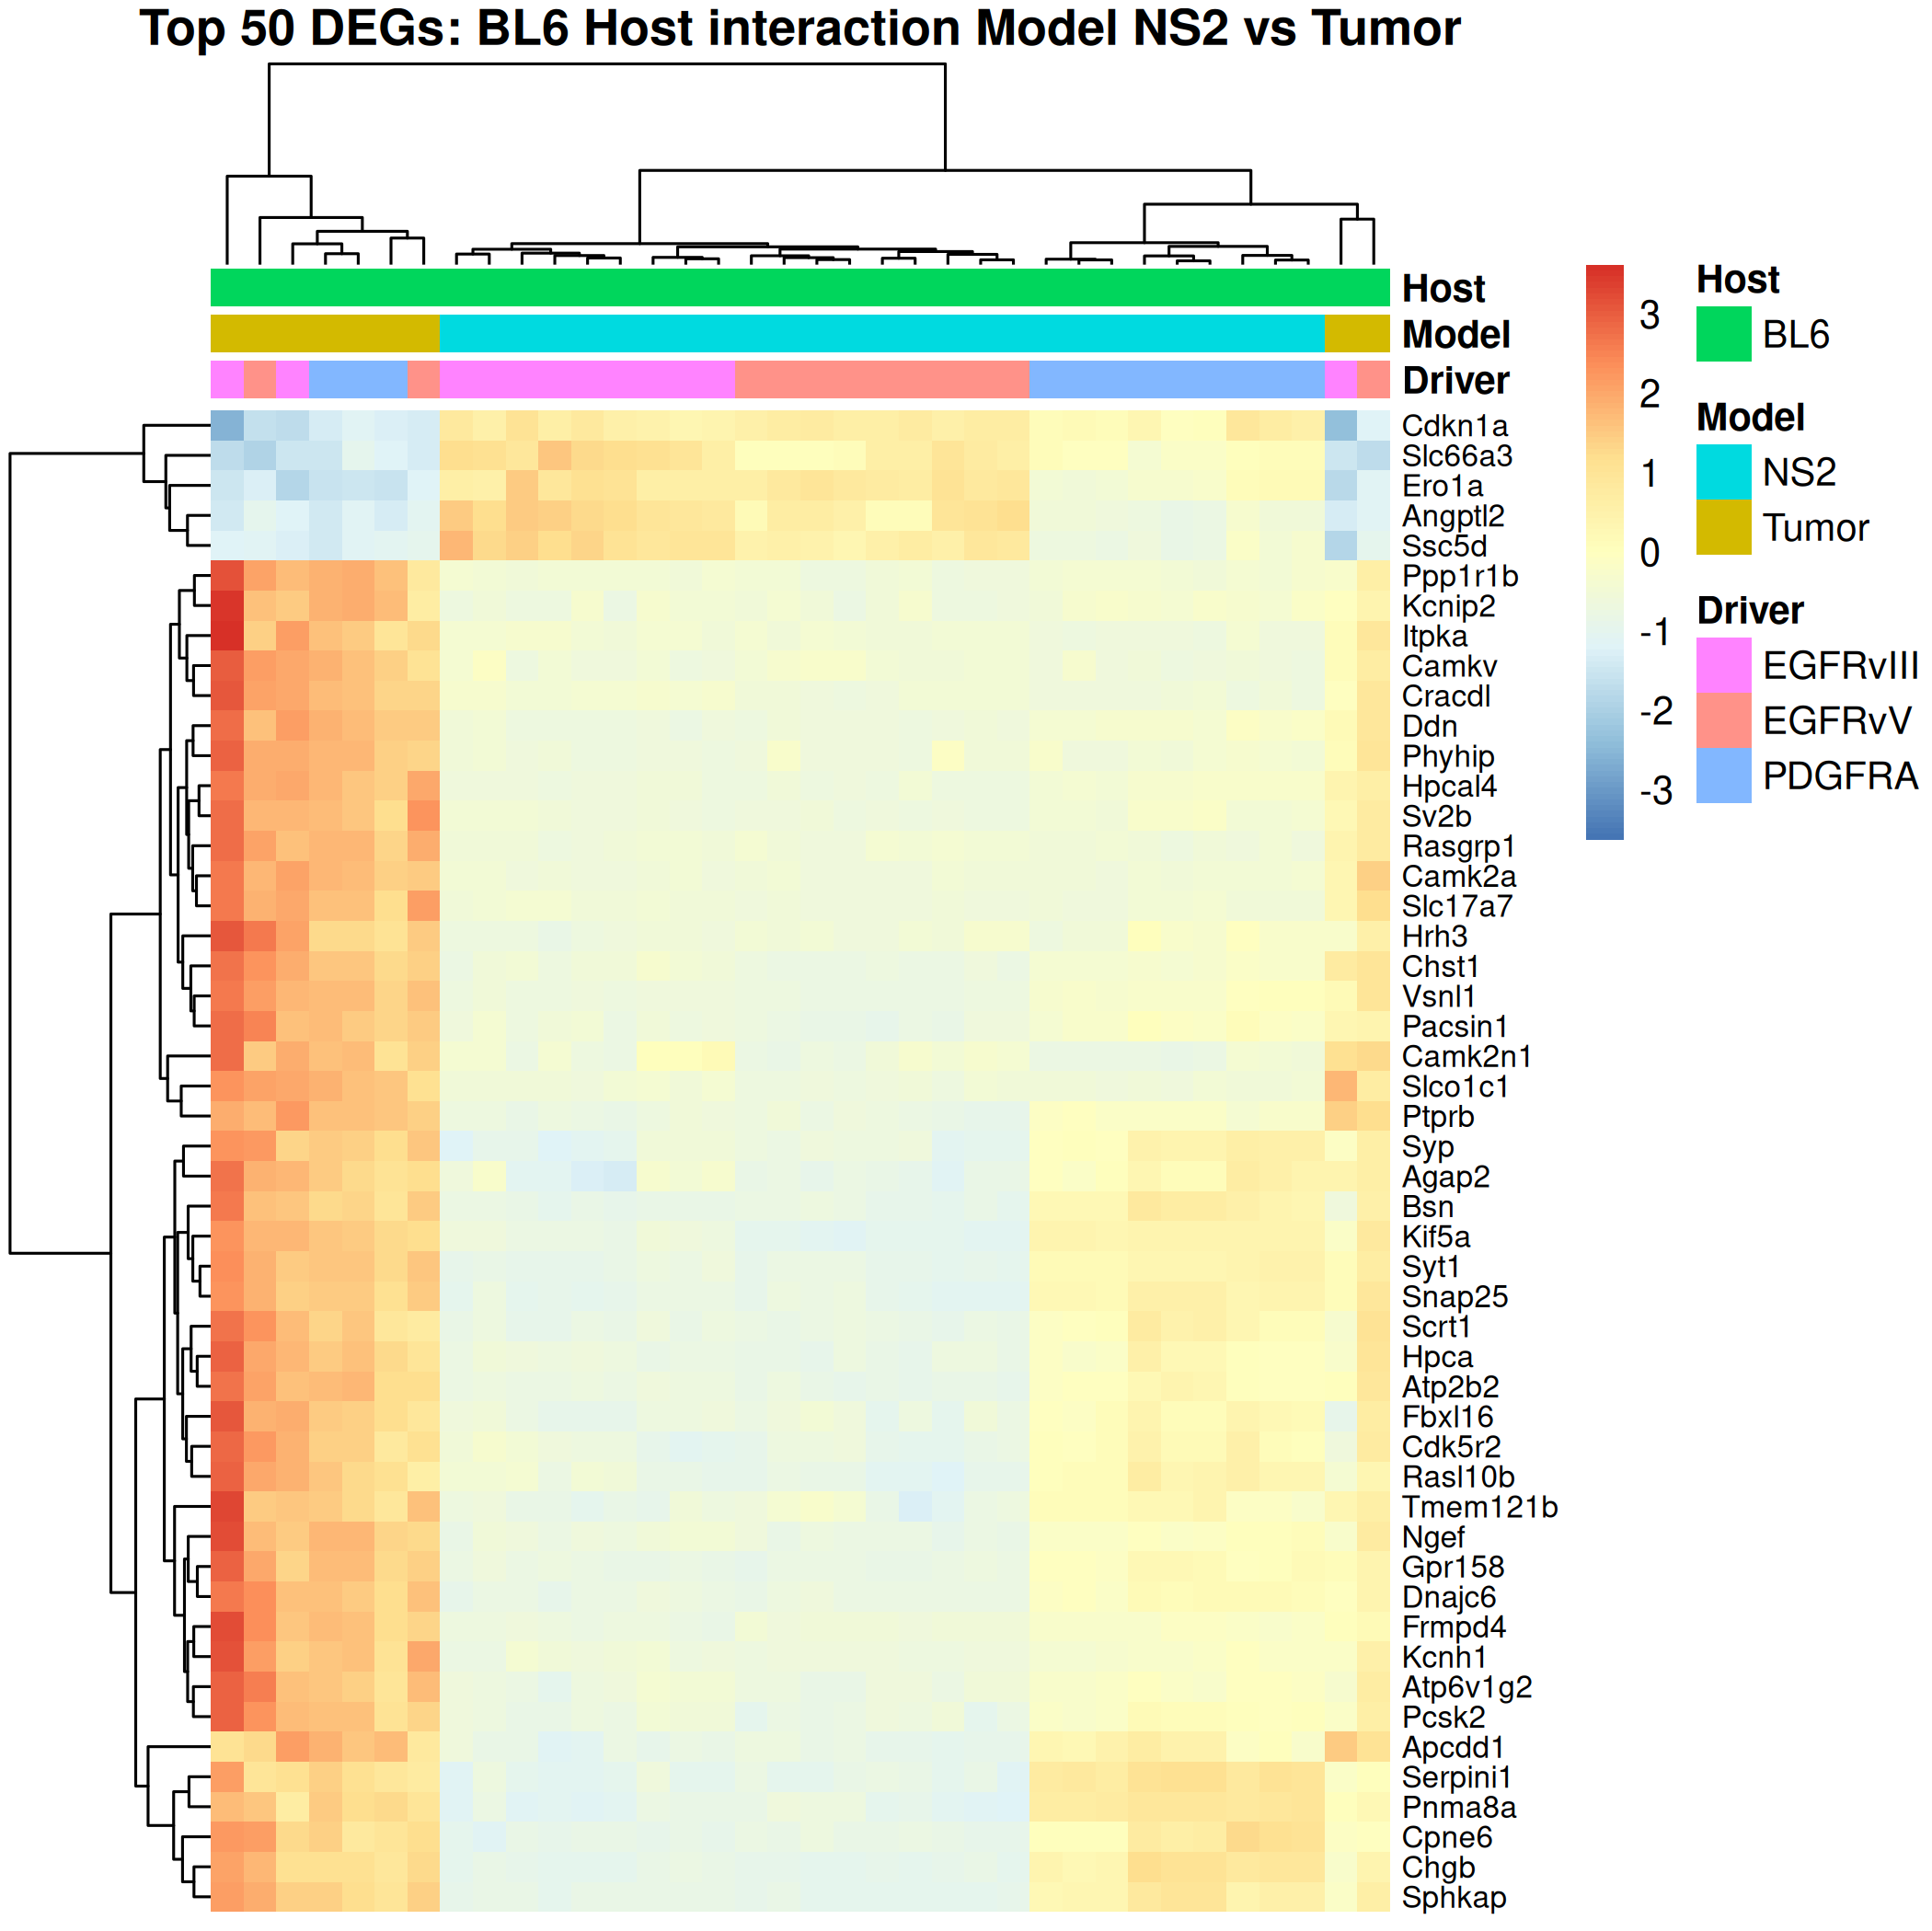 Top 50 DEGs: BL6 Host interaction Model NS2 vs Tumor
Host
Model
Driver
Cdkn1a
Slc66a3
Ero1a
Angptl2
Ssc5d
Ppp1r1b
Kcnip2
Itpka
Camkv
Cracdl
Ddn
Phyhip
Hpcal4
Sv2b
Rasgrp1
Camk2a
Slc17a7
Hrh3
Chst1
Vsnl1
Pacsin1
Camk2n1
Slco1c1
Ptprb
Syp
Agap2
Bsn
Kif5a
Syt1
Snap25
Scrt1
Hpca
Atp2b2
Fbxl16
Cdk5r2
Rasl10b
Tmem121b
Ngef
Gpr158
Dnajc6
Frmpd4
Kcnh1
Atp6v1g2
Pcsk2
Apcdd1
Serpini1
Pnma8a
Cpne6
Chgb
Sphkap
3
2
1
0
-1
-2
-3
Host
BL6
Model
NS2
Tumor
Driver
EGFRvIII
EGFRvV
PDGFRA